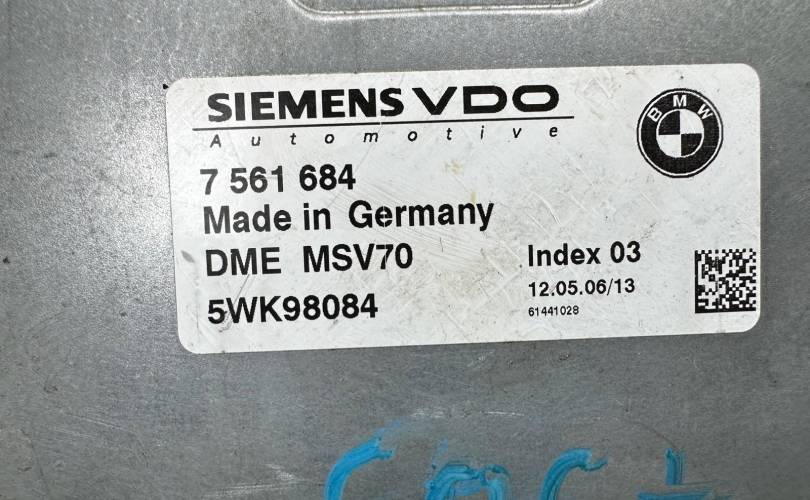 SIEMENS VDO
Automotive
BMW
7 561 684
Made in Germany
DME MSV70
Index 03
5WK98084
12.05.06/13
61441028